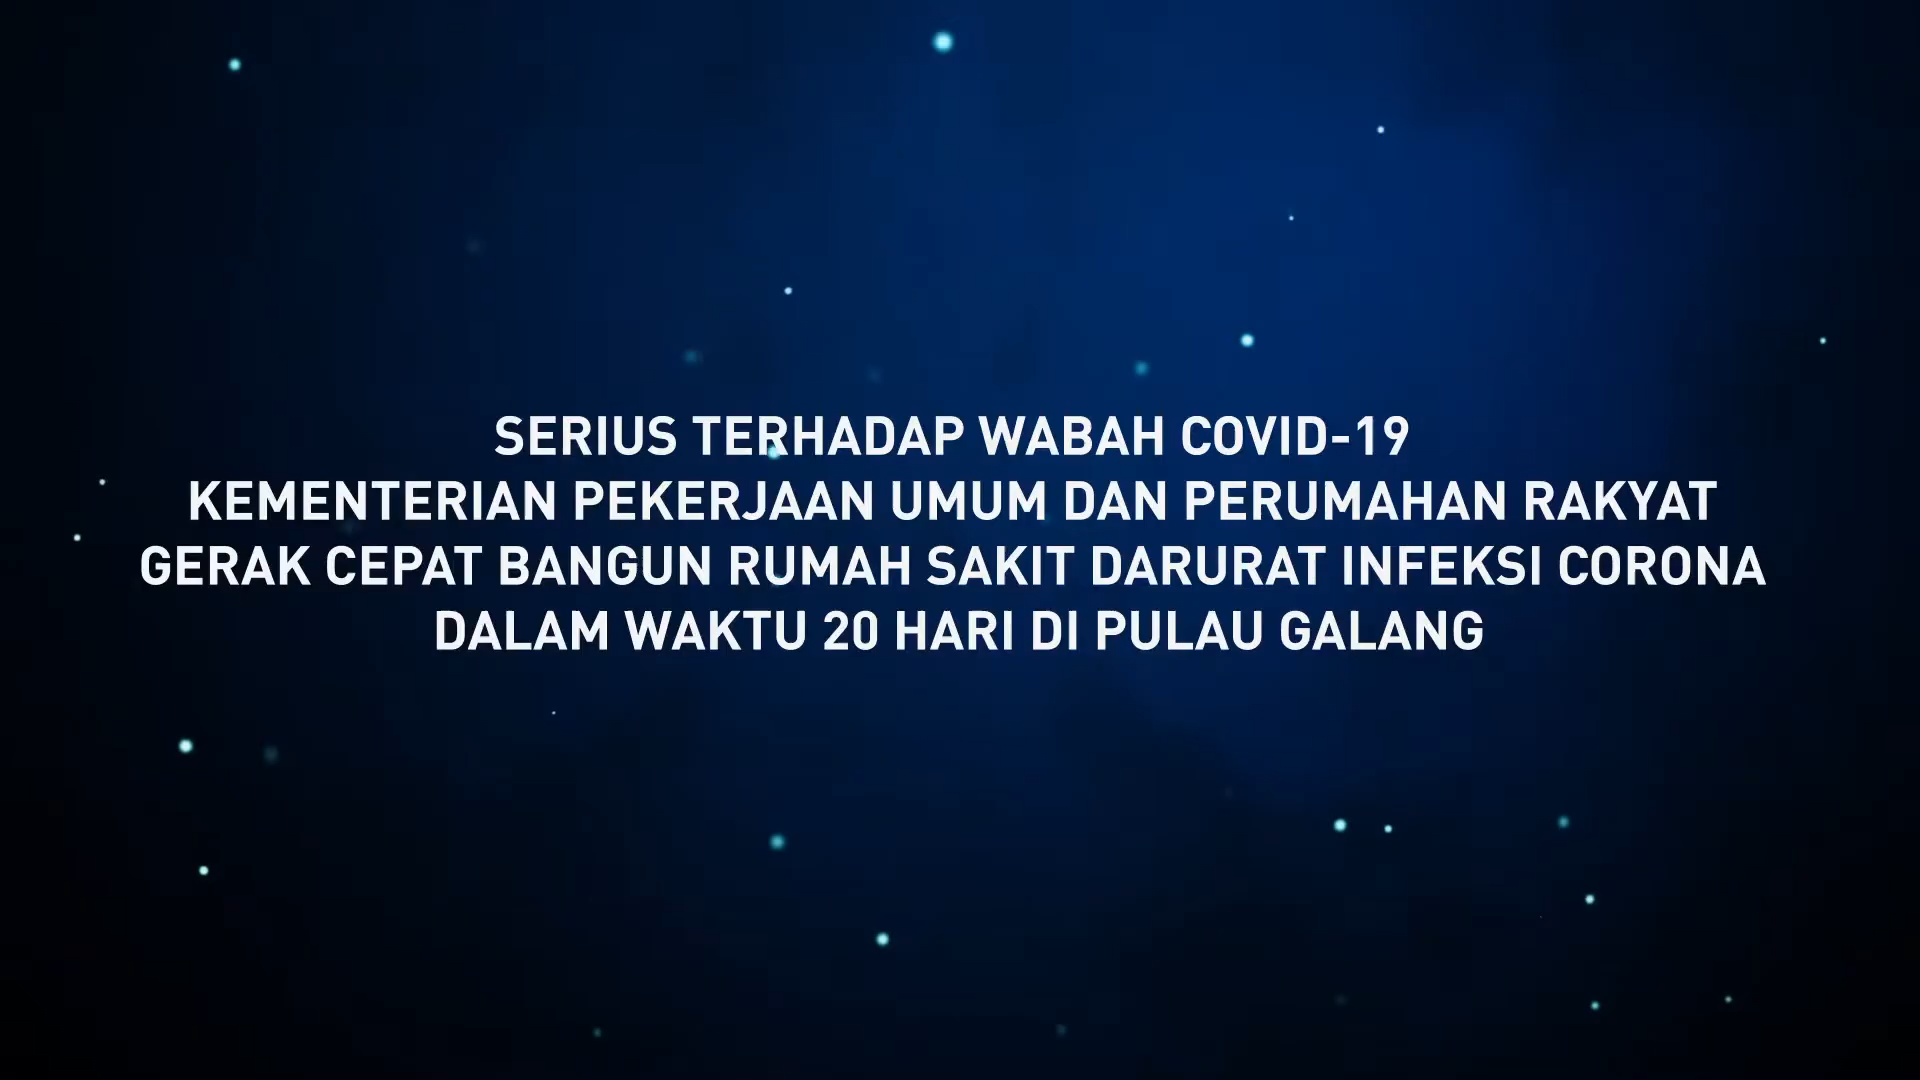 SERIUS TERHADAP WABAH COVID-19
KEMENTERIAN PEKERJAAN UMUM DAN PERUMAHAN RAKYAT
GERAK CEPAT BANGUN RUMAH SAKIT DARURAT INFEKSI CORONA
DALAM WAKTU 20 HARI DI PULAU GALANG